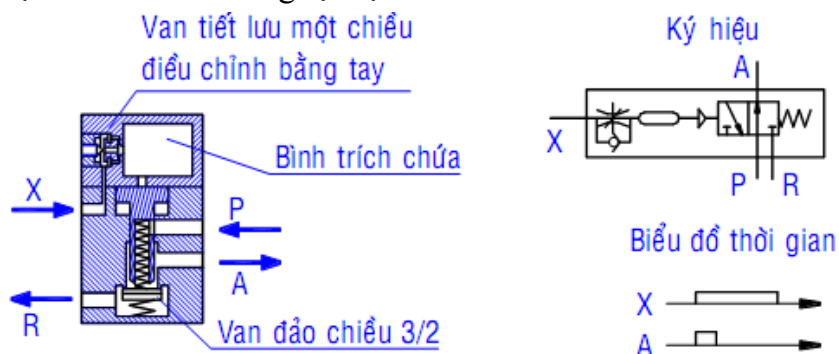 Van tiết lưu một chiều
điều chỉnh bằng tay
Bình trích chứa
X
P
A
R
Van đảo chiều 3/2
Ký hiệu
A
X
P R
Biểu đồ thời gian
X
A